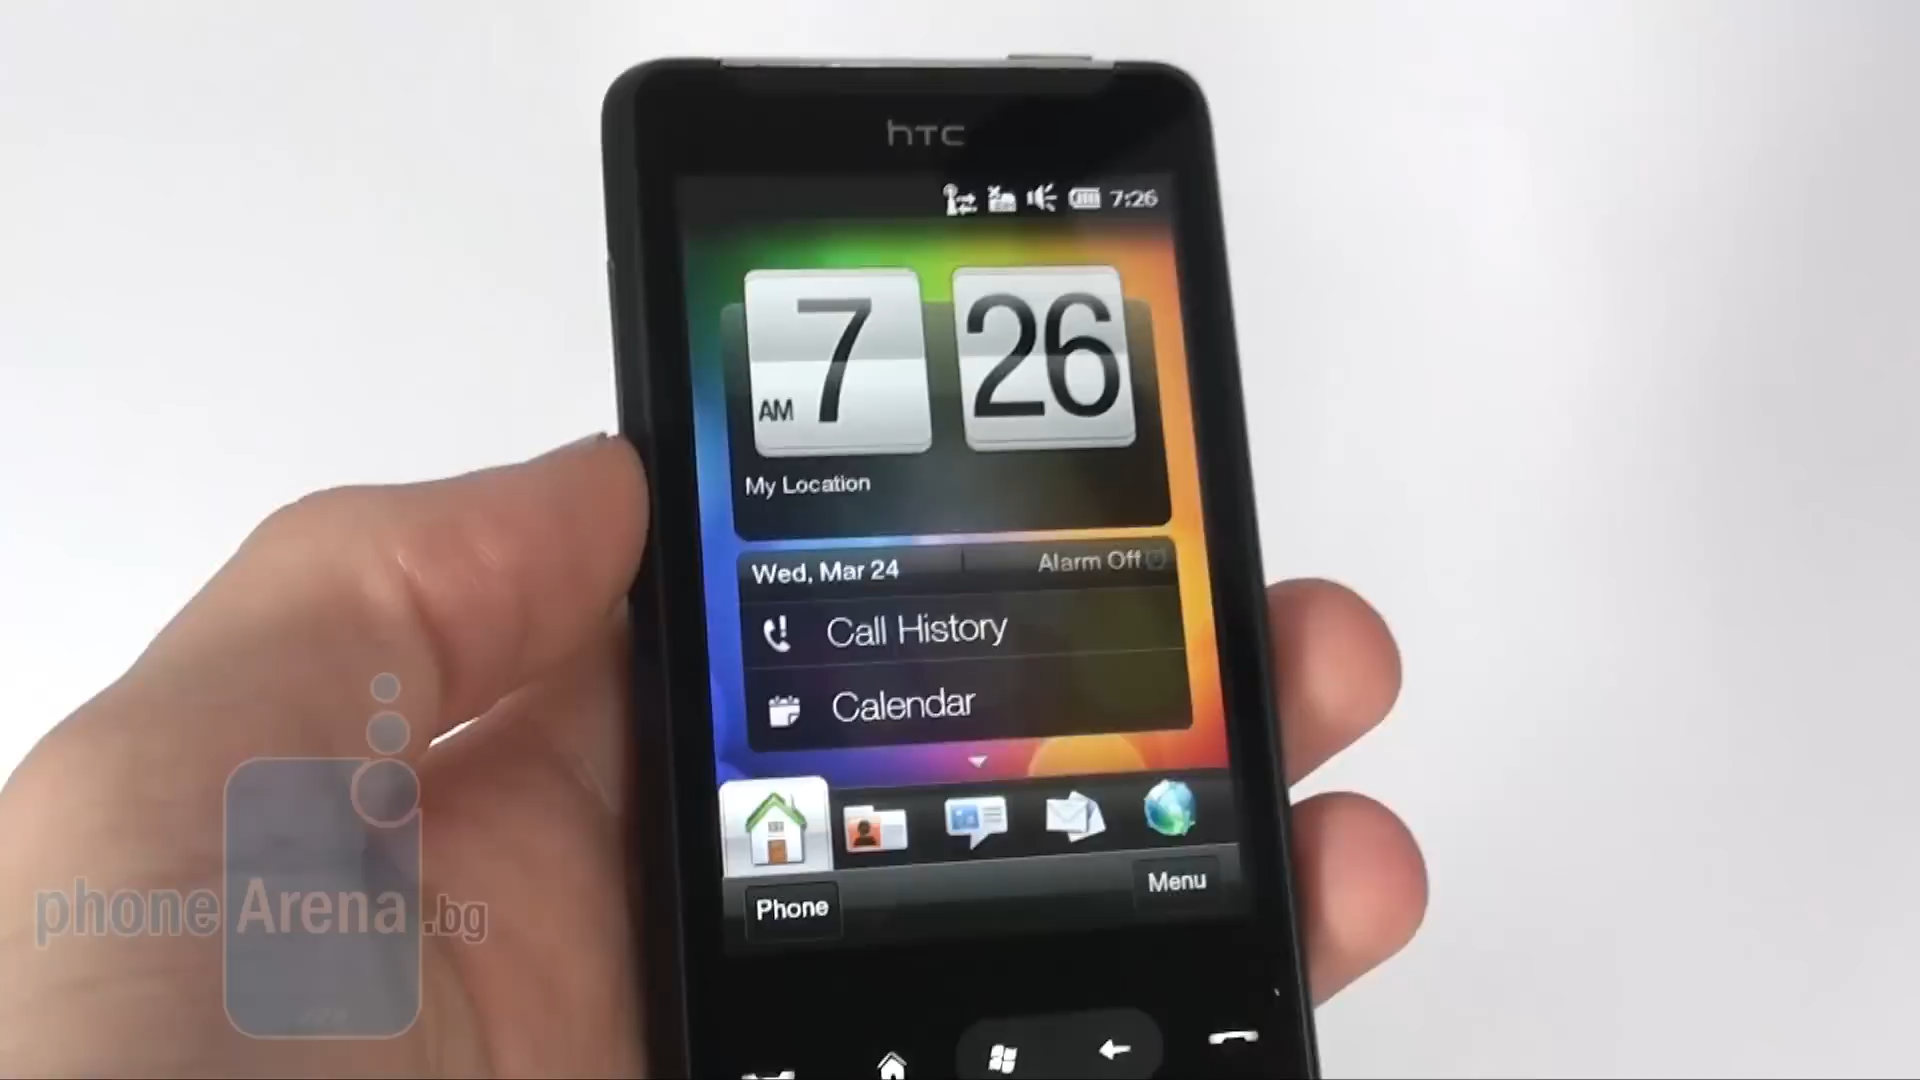 hTC
7:26
7 26
AM
My Location
Wed, Mar 24 Alarm Off
Call History
Calendar
Phone Menu
phoneArena.bg